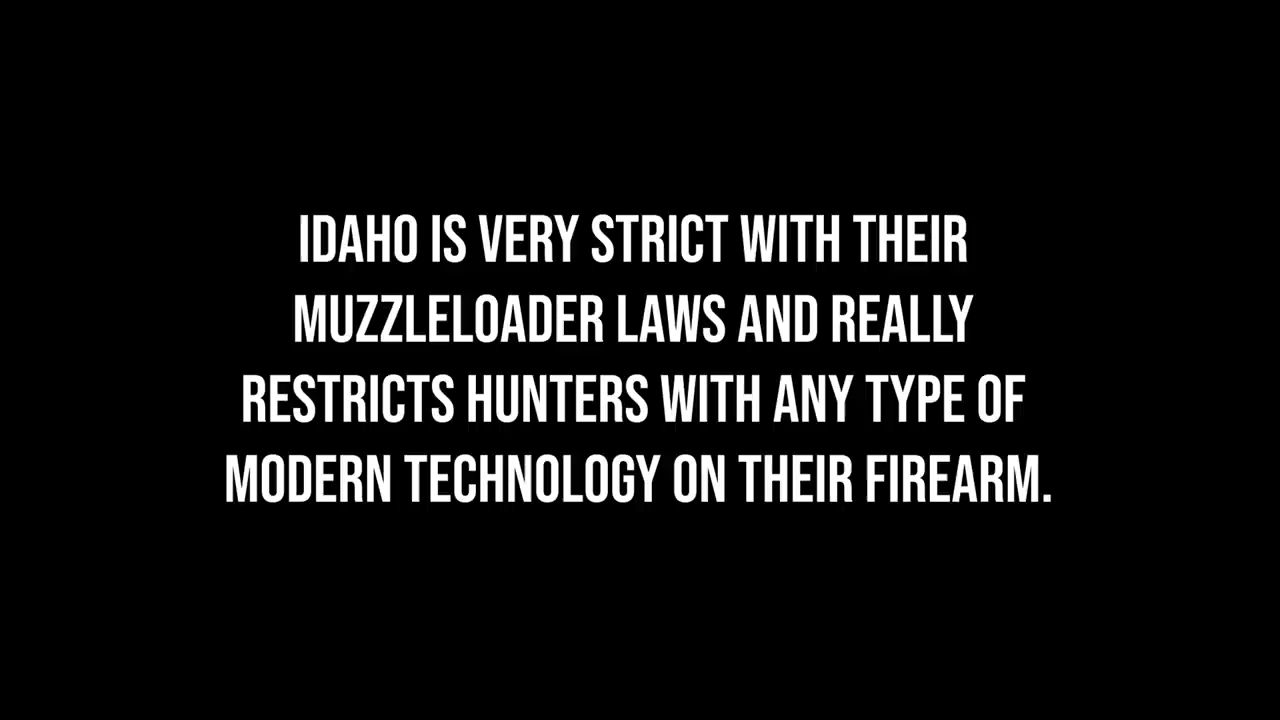 IDAHO IS VERY STRICT WITH THEIR
MUZZLELOADER LAWS AND REALLY
RESTRICTS HUNTERS WITH ANY TYPE OF
MODERN TECHNOLOGY ON THEIR FIREARM.